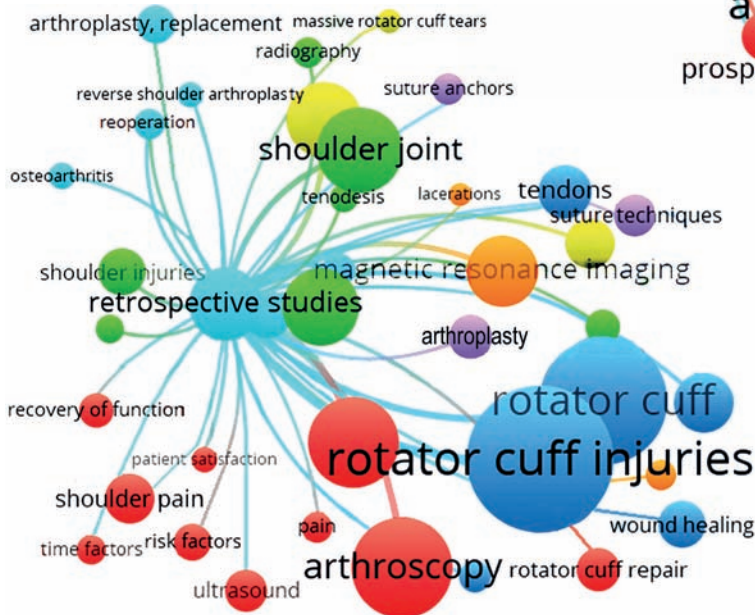 a
prosp
arthroplasty, replacement
massive rotator cuff tears
radiography
reverse shoulder arthroplasty
suture anchors
reoperation
shoulder joint
osteoarthritis
tenodesis
lacerations
tendons
suture techniques
shoulder injuries
magnetic resonance imaging
retrospective studies
arthroplasty
rotator cuff
recovery of function
rotator cuff injuries
patient satisfaction
shoulder pain
pain
wound healing
time factors
risk factors
arthroscopy
rotator cuff repair
ultrasound